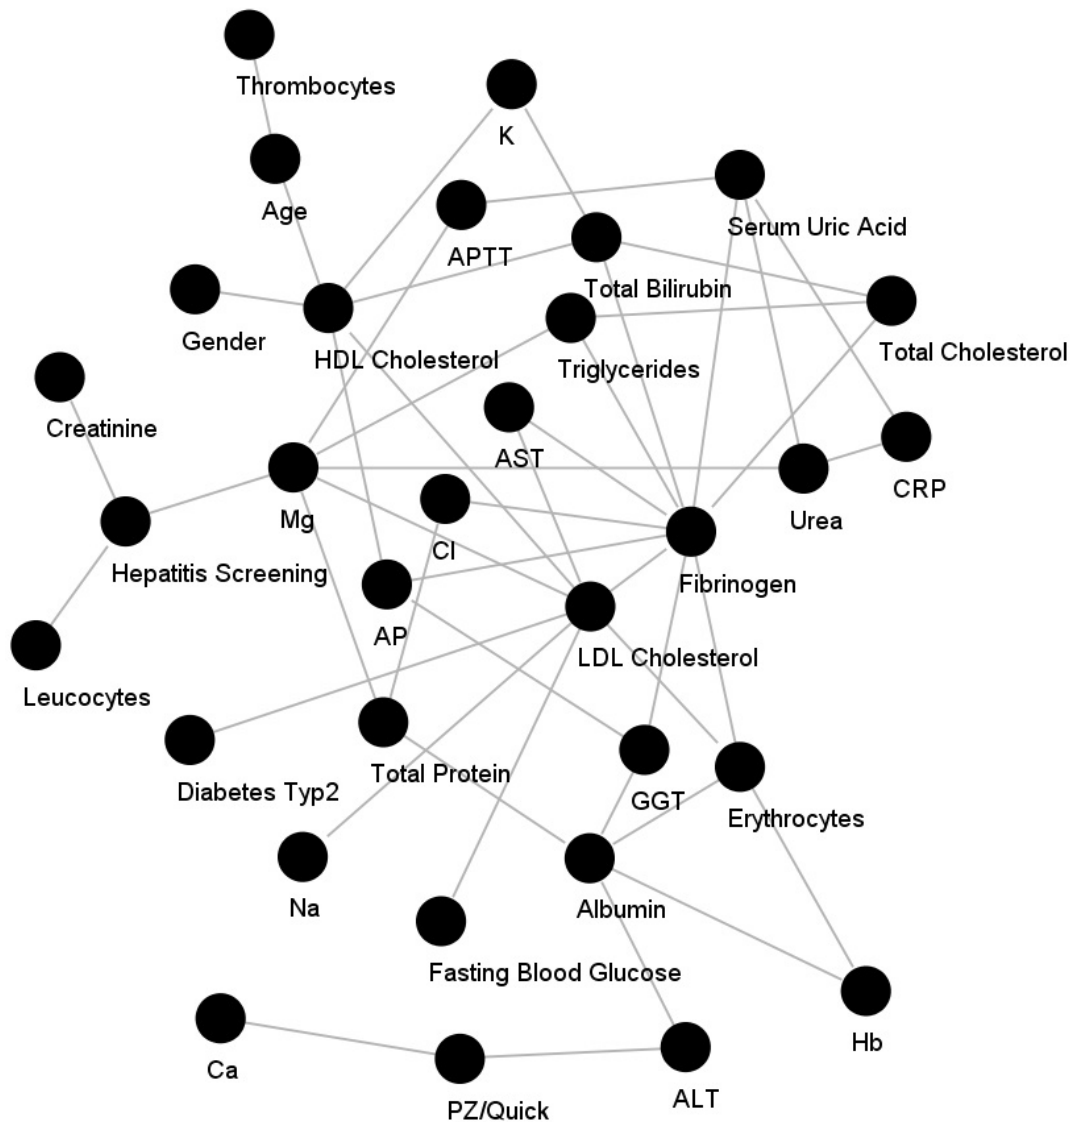 Thrombocytes
K
Age
Serum Uric Acid
APTT
Total Bilirubin
Gender
HDL Cholesterol
Total Cholesterol
Triglycerides
Creatinine
AST
CRP
Mg
Urea
Cl
Hepatitis Screening
Fibrinogen
AP
LDL Cholesterol
Leucocytes
Total Protein
Diabetes Typ2
GGT
Erythrocytes
Na
Albumin
Fasting Blood Glucose
Hb
Ca
ALT
PZ/Quick